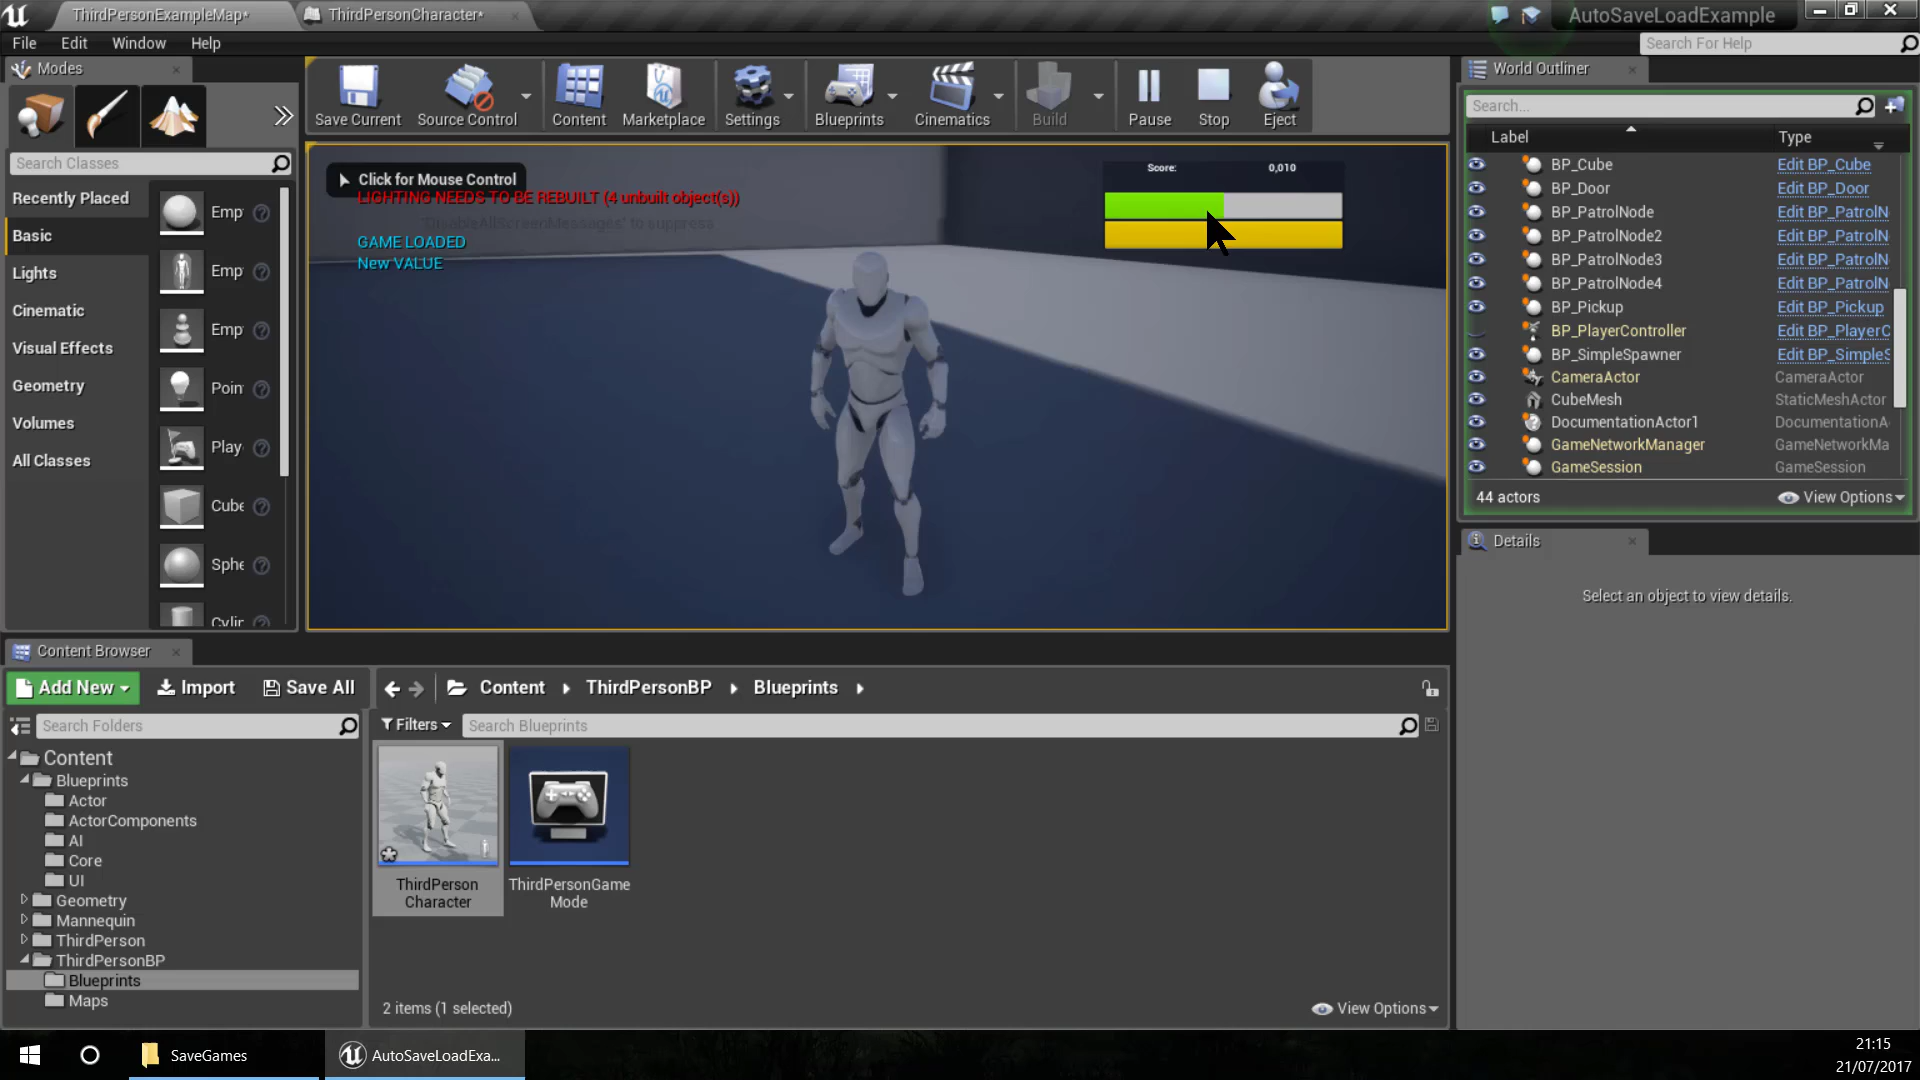 ThirdPersonExampleMap*
ThirdPersonCharacter*
AutoSaveLoadExample
File Edit Window Help
Search For Help
Modes
Search Classes
Recently Placed
Basic
Lights
Cinematic
Visual Effects
Geometry
Volumes
All Classes
Emp
Emp
Emp
Poin
Play
Cube
Sphe
Cylin
Save Current
Source Control
Content
Marketplace
Settings
Blueprints
Cinematics
Build
Pause
Stop
Eject
Click for Mouse Control
LIGHTING NEEDS TO BE REBUILT (4 unbuilt object(s))
'DisableAllScreenMessages' to suppress
GAME LOADED
New VALUE
Score: 0,010
World Outliner
Search...
Label Type
BP_Cube Edit BP_Cube
BP_Door Edit BP_Door
BP_PatrolNode Edit BP_PatrolN
BP_PatrolNode2 Edit BP_PatrolN
BP_PatrolNode3 Edit BP_PatrolN
BP_PatrolNode4 Edit BP_PatrolN
BP_Pickup Edit BP_Pickup
BP_PlayerController Edit BP_PlayerC
BP_SimpleSpawner Edit BP_SimpleS
CameraActor CameraActor
CubeMesh StaticMeshActor
DocumentationActor1 DocumentationA
GameNetworkManager GameNetworkMa
GameSession GameSession
44 actors View Options
Details
Select an object to view details.
Content Browser
Add New Import Save All
Content ThirdPersonBP Blueprints
Search Folders
Filters
Search Blueprints
Content
Blueprints
Actor
ActorComponents
AI
Core
UI
Geometry
Mannequin
ThirdPerson
ThirdPersonBP
Blueprints
Maps
ThirdPerson
Character
ThirdPersonGame
Mode
2 items (1 selected)
View Options
SaveGames
AutoSaveLoadExa...
21:15
21/07/2017